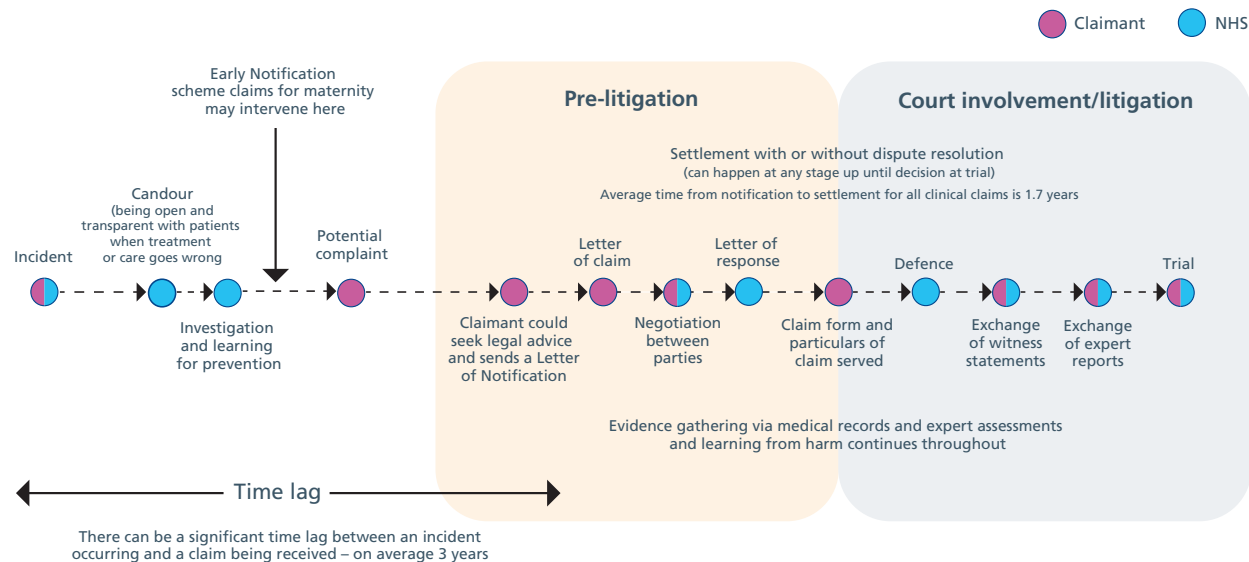 Claimant
NHS
Early Notification
scheme claims for maternity
may intervene here
Pre-litigation
Court involvement/litigation
Settlement with or without dispute resolution
(can happen at any stage up until decision at trial)
Average time from notification to settlement for all clinical claims is 1.7 years
Incident
Candour
(being open and
transparent with patients
when treatment
or care goes wrong
Investigation
and learning
for prevention
Potential
complaint
Claimant could
seek legal advice
and sends a Letter
of Notification
Letter
of claim
Negotiation
between
parties
Letter of
response
Claim form and
particulars of
claim served
Defence
Exchange
of witness
statements
Exchange
of expert
reports
Trial
Evidence gathering via medical records and expert assessments
and learning from harm continues throughout
Time lag
There can be a significant time lag between an incident
occurring and a claim being received – on average 3 years